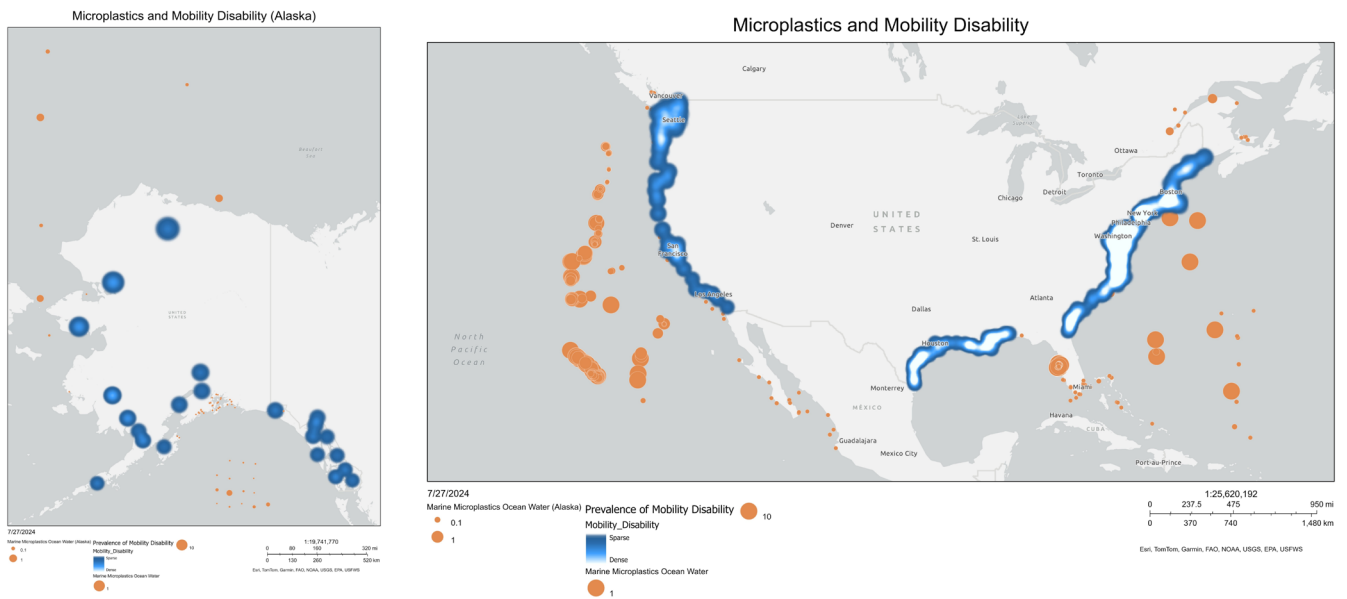 Microplastics and Mobility Disability (Alaska)
Beaufort
Sea
UNITED
STATES
7/27/2024
Marine Microplastics Ocean Water (Alaska)
0.1
1
Prevalence of Mobility Disability
10
Mobility_Disability
Sparse
Dense
Marine Microplastics Ocean Water
1
1:19,741,770
0 80 160 320 mi
0 130 260 520 km
Esri, TomTom, Garmin, FAO, NOAA, USGS, EPA, USFWS
Microplastics and Mobility Disability
Calgary
Vancouver
Seattle
Lake
Superior
Ottawa
Toronto
Boston
Detroit
Chicago
New York
Philadelphia
UNITED
STATES
Denver
Washington
St. Louis
San
Francisco
Los Angeles
Atlanta
Dallas
North
Pacific
Ocean
Houston
Monterrey
Miami
MÉXICO
Havana
CUBA
Guadalajara
Mexico City
Port-au-Prince
7/27/2024
Marine Microplastics Ocean Water (Alaska)
0.1
1
Prevalence of Mobility Disability
10
Mobility_Disability
Sparse
Dense
Marine Microplastics Ocean Water
1
1:25,620,192
0 237.5 475 950 mi
0 370 740 1,480 km
Esri, TomTom, Garmin, FAO, NOAA, USGS, EPA, USFWS